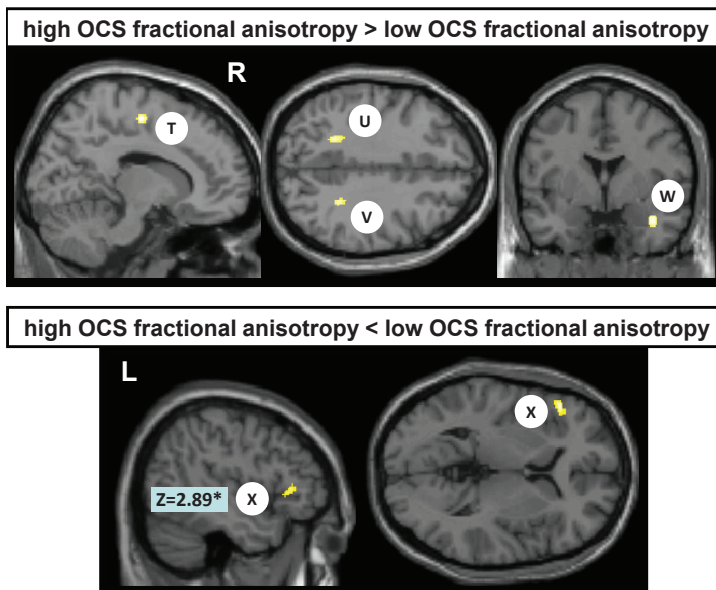 high OCS fractional anisotropy > low OCS fractional anisotropy
R
T
U
V
W
high OCS fractional anisotropy < low OCS fractional anisotropy
L
X
Z=2.89*
X